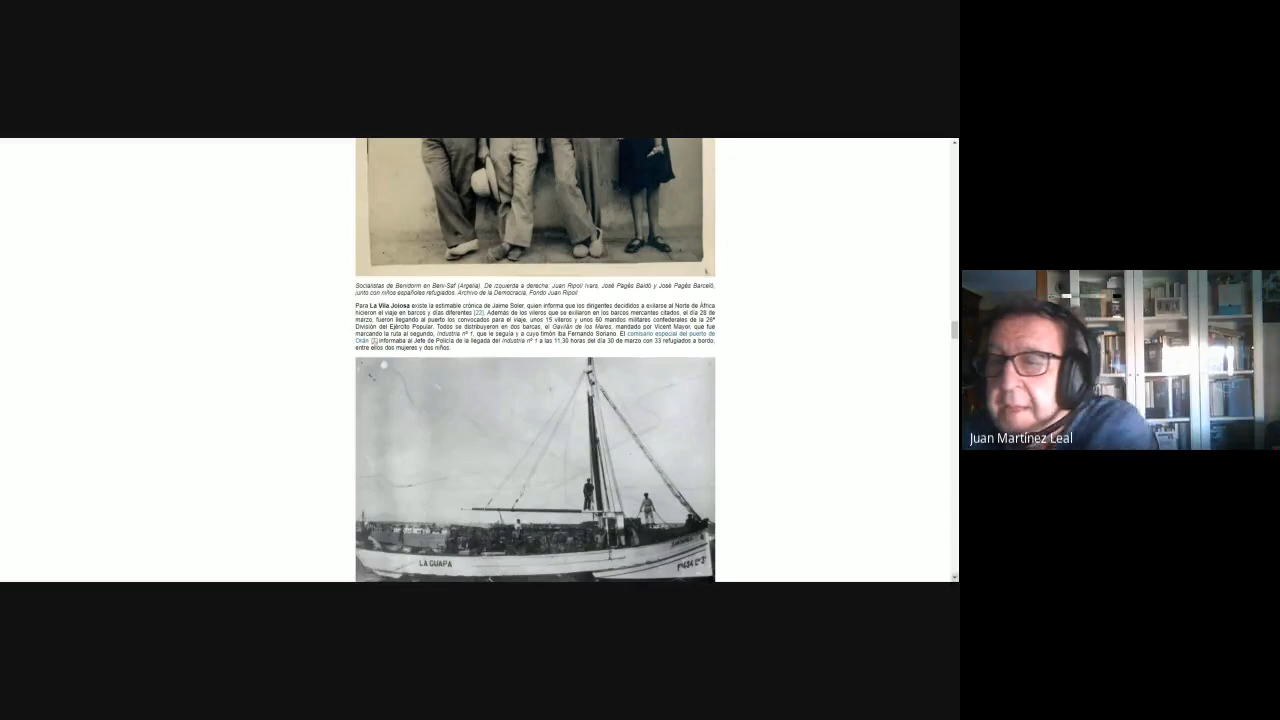 Socialistas de Benidorm en Beni-Saf (Argelia). De izquierda a derecha: Juan Ripoll Ivars, José Pagés Baldó y José Pagés Barceló,
junto con niños españoles refugiados. Archivo de la Democracia, Fondo Juan Ripoll
Para La Vila Joiosa existe la estimable crónica de Jaime Soler, quien informa que los dirigentes decididos a exilarse al Norte de África
hicieron el viaje en barcos y días diferentes [22]. Además de los vileros que se exiliaron en los barcos mercantes citados, el día 28 de
marzo, fueron llegando al puerto los convocados para el viaje, unos 15 vileros y unos 60 mandos militares confederales de la 26ª
División del Ejército Popular. Todos se distribuyeron en dos barcas, el Gavilán de los Mares, mandado por Vicent Mayor, que fue
marcando la ruta al segundo, Industria nº 1, que le seguía y a cuyo timón iba Fernando Soriano. El comisario especial del puerto de
Orán informaba al Jefe de Policía de la llegada del Industria nº 1 a las 11,30 horas del día 30 de marzo con 33 refugiados a bordo,
entre ellos dos mujeres y dos niños.
LA GUAPA
Juan Martínez Leal